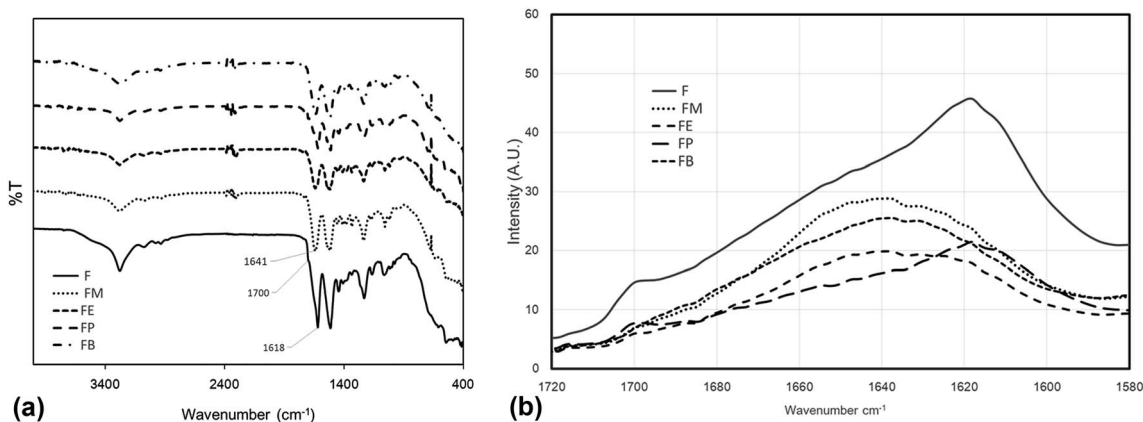 %T
1641
1700
1618
F
FM
FE
FP
FB
3400 2400 1400 400
Wavenumber (cm-1)
(a)
60
50
40
30
20
10
0
Intensity (A.U.)
F
FM
FE
FP
FB
1720 1700 1680 1660 1640 1620 1600 1580
Wavenumber cm-1
(b)